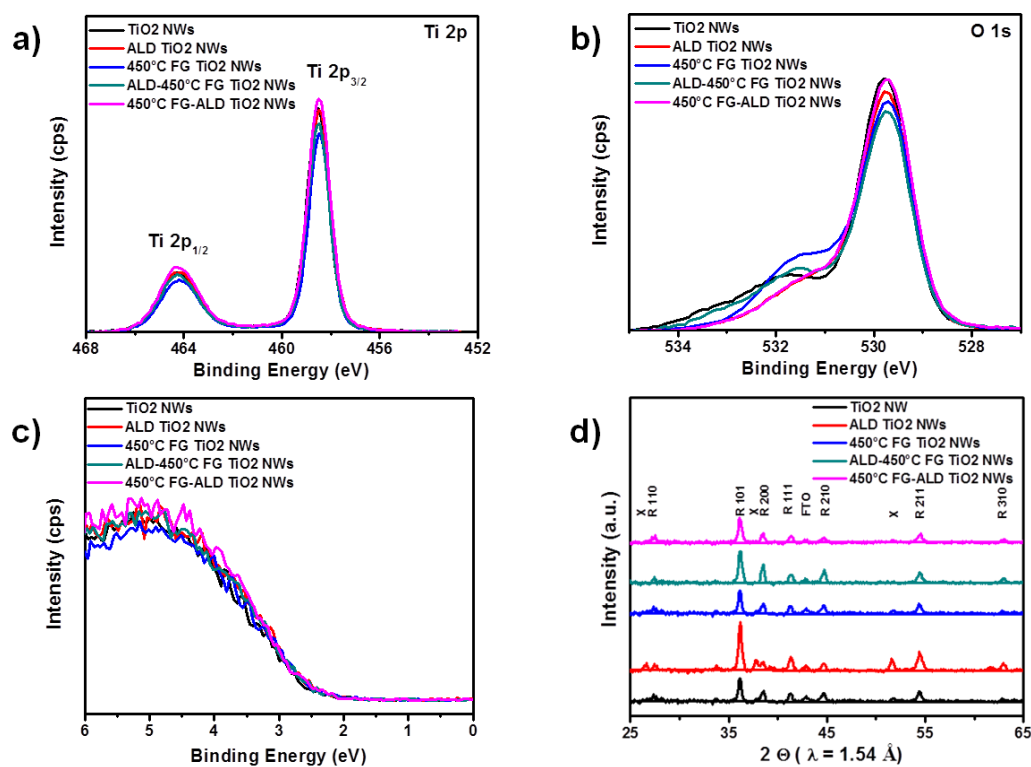 a)
Ti 2p
TiO2 NWs
ALD TiO2 NWs
450°C FG TiO2 NWs
ALD-450°C FG TiO2 NWs
450°C FG-ALD TiO2 NWs
Ti 2p3/2
Ti 2p1/2
Intensity (cps)
468 464 460 456 452
Binding Energy (eV)
b)
O 1s
TiO2 NWs
ALD TiO2 NWs
450°C FG TiO2 NWs
ALD-450°C FG TiO2 NWs
450°C FG-ALD TiO2 NWs
Intensity (cps)
534 532 530 528
Binding Energy (eV)
c)
TiO2 NWs
ALD TiO2 NWs
450°C FG TiO2 NWs
ALD-450°C FG TiO2 NWs
450°C FG-ALD TiO2 NWs
Intensity (cps)
6 5 4 3 2 1 0
Binding Energy (eV)
d)
TiO2 NW
ALD TiO2 NWs
450°C FG TiO2 NWs
ALD-450°C FG TiO2 NWs
450°C FG-ALD TiO2 NWs
X
R 110
R 101
X
R 200
R 111
FTO
R 210
X
R 211
R 310
Intensity (a.u.)
25 35 45 55 65
2 Θ ( λ = 1.54 Å)